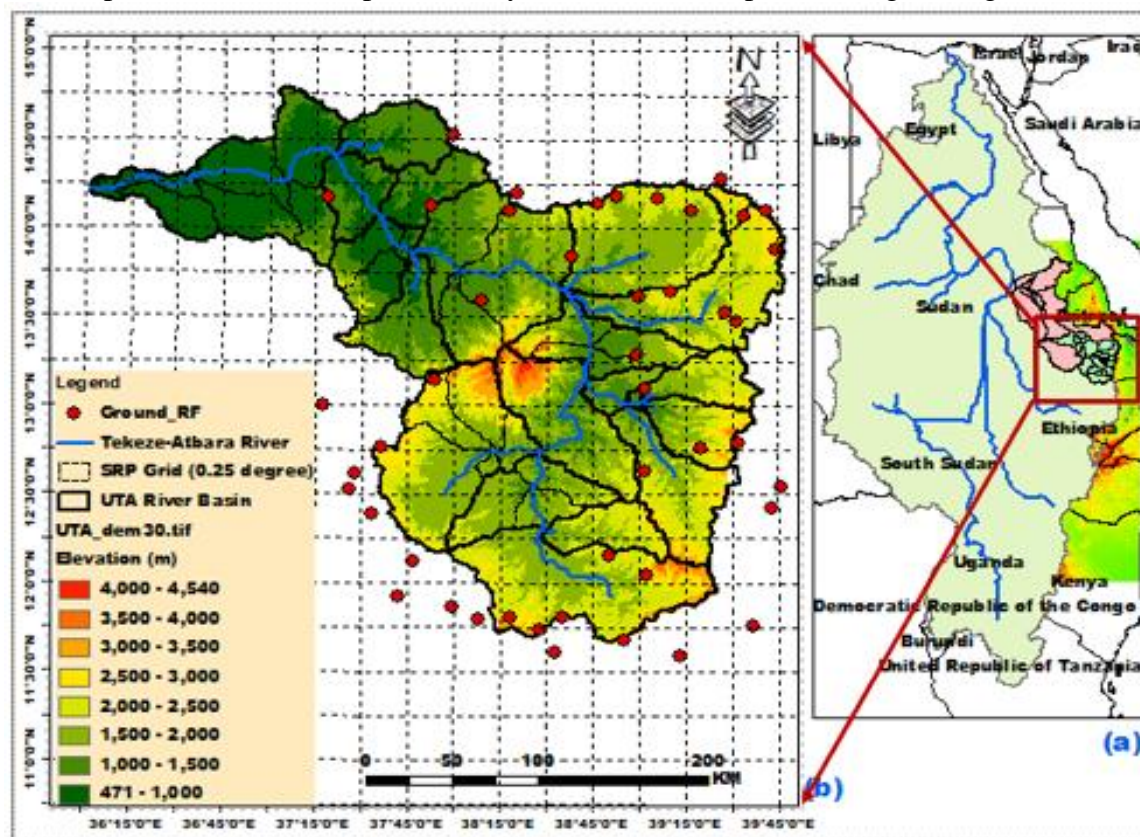 N
Legend
Ground_RF
Tekeze-Atbara River
SRP Grid (0.25 degree)
UTA River Basin
UTA_dem30.tif
Elevation (m)
4,000 - 4,540
3,500 - 4,000
3,000 - 3,500
2,500 - 3,000
2,000 - 2,500
1,500 - 2,000
1,000 - 1,500
471 - 1,000
15°0'0"N
14°30'0"N
14°0'0"N
13°30'0"N
13°0'0"N
12°30'0"N
12°0'0"N
11°30'0"N
11°0'0"N
0 50 100 200
KM
36°15'0"E 36°45'0"E 37°15'0"E 37°45'0"E 38°15'0"E 38°45'0"E 39°15'0"E 39°45'0"E
(b)
Israel Jordan Iraq
Libya
Egypt
Saudi Arabia
Chad
Sudan
Ethiopia
South Sudan
Uganda
Kenya
Democratic Republic of the Congo
Burundi
United Republic of Tanzania
(a)